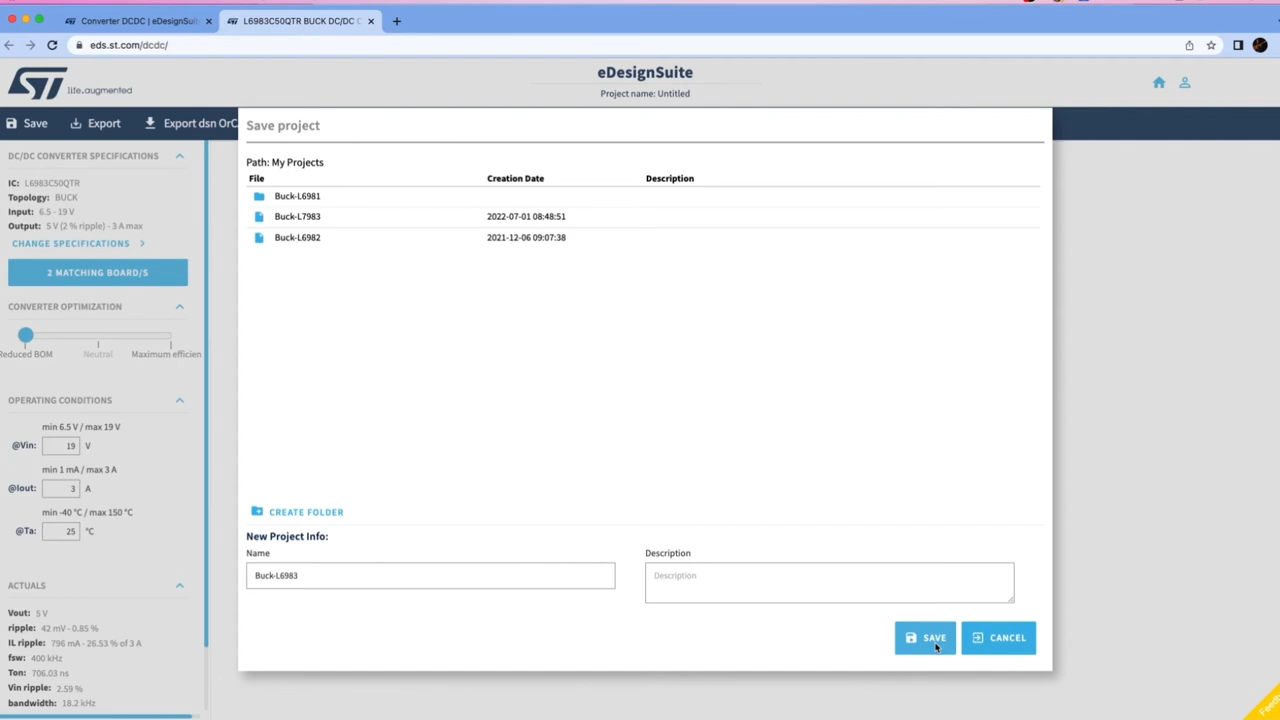 Converter DCDC | eDesignSui
L6983C50QTR BUCK DC/DC C
eds.st.com/dcdc/
ST life.augmented
eDesignSuite
Project name: Untitled
Save
Export
Export dsn OrC
DC/DC CONVERTER SPECIFICATIONS
IC: L6983C50QTR
Topology: BUCK
Input: 6.5 - 19 V
Output: 5 V (2 % ripple) - 3 A max
CHANGE SPECIFICATIONS
2 MATCHING BOARD/S
CONVERTER OPTIMIZATION
Reduced BOM
Neutral
Maximum efficien
OPERATING CONDITIONS
min 6.5 V / max 19 V
@Vin: 19 V
min 1 mA / max 3 A
@Iout: 3 A
min -40 °C / max 150 °C
@Ta: 25 °C
ACTUALS
Vout: 5 V
ripple: 42 mV - 0.85 %
IL ripple: 796 mA - 26.53 % of 3 A
fsw: 400 kHz
Ton: 706.03 ns
Vin ripple: 2.59 %
bandwidth: 18.2 kHz
Save project
Path: My Projects
File Creation Date Description
Buck-L6981
Buck-L7983 2022-07-01 08:48:51
Buck-L6982 2021-12-06 09:07:38
CREATE FOLDER
New Project Info:
Name
Buck-L6983
Description
Description
SAVE
CANCEL
Feedb